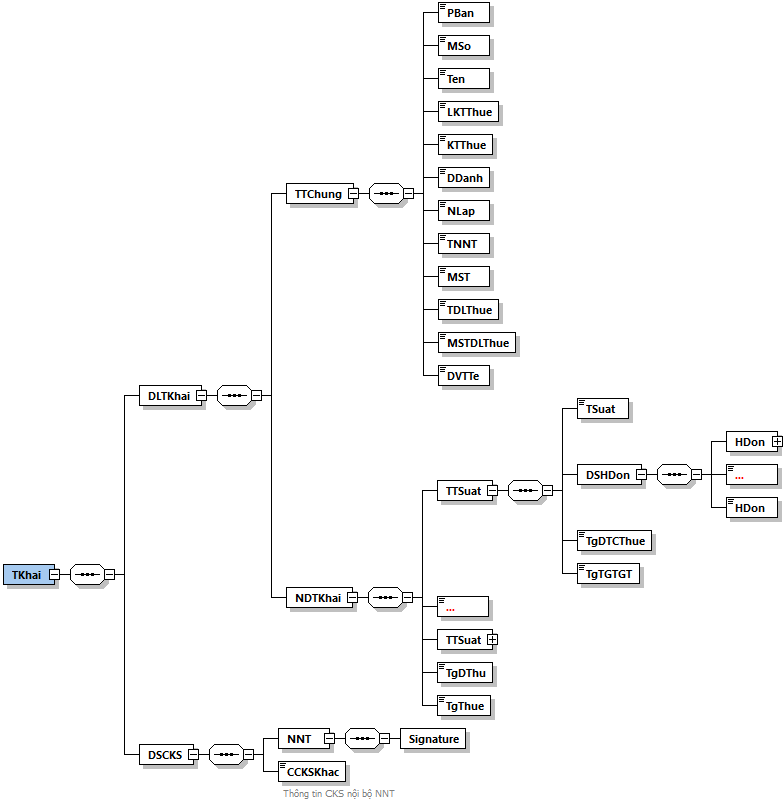 PBan
MSo
Ten
LKTThue
KTThue
DDanh
TTChung
NLap
TNNT
MST
TDLThue
MSTDLThue
DVTTe
DLTKhai
TSuat
HDon
DSHDon
...
TTSuat
HDon
TgDTCThue
TKhai
TgTGTGT
NDTKhai
...
TTSuat
TgDThu
TgThue
NNT
Signature
DSCKS
CCKSKhac
Thông tin CKS nội bộ NNT